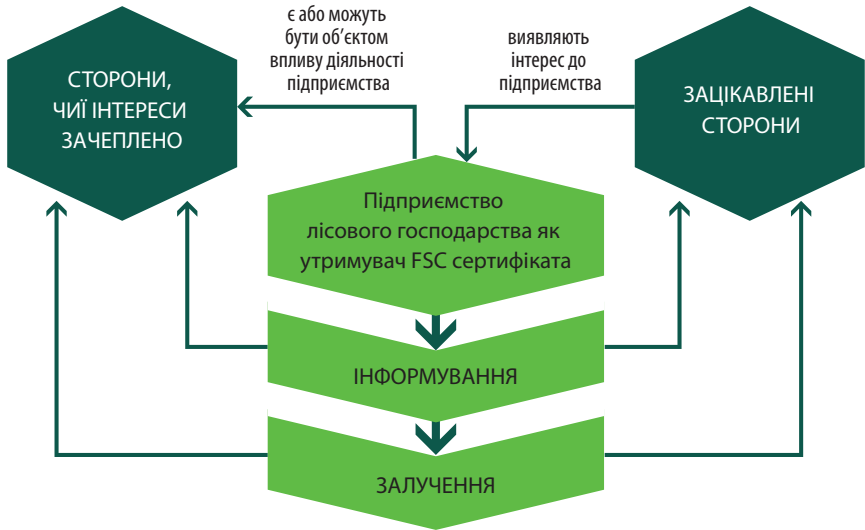 є або можуть
бути об’єктом
впливу діяльності
підприємства
виявляють
інтерес до
підприємства
СТОРОНИ,
ЧИЇ ІНТЕРЕСИ
ЗАЧЕПЛЕНО
ЗАЦІКАВЛЕНІ
СТОРОНИ
Підприємство
лісового господарства як
утримувач FSC сертифіката
ІНФОРМУВАННЯ
ЗАЛУЧЕННЯ